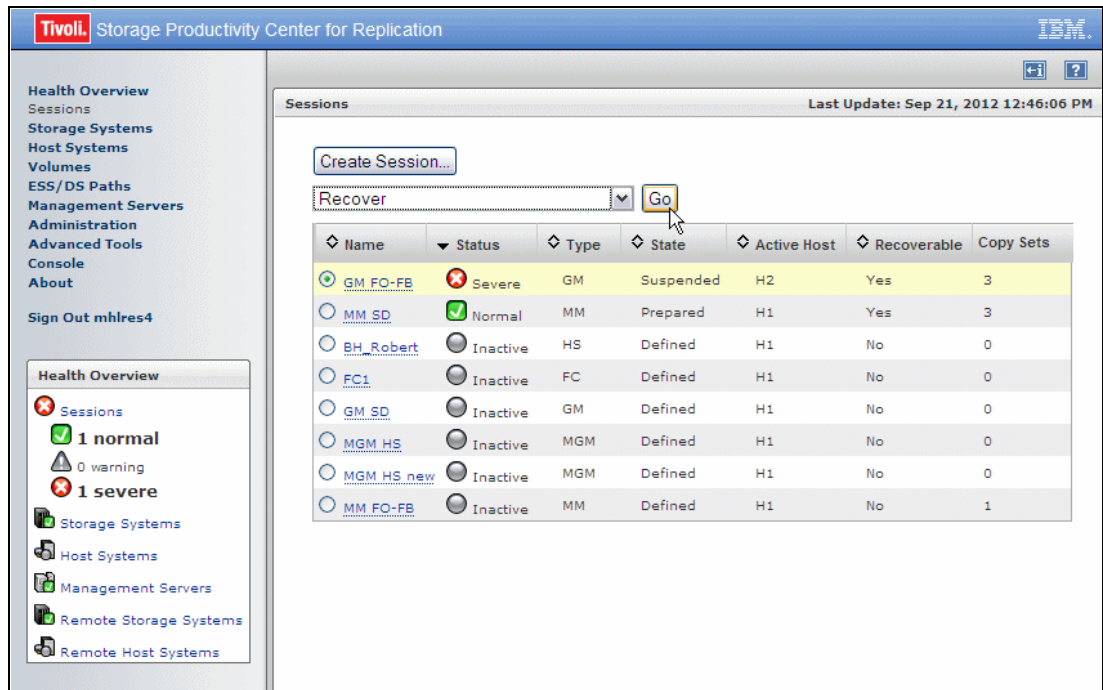 Tivoli. Storage Productivity Center for Replication IBM.
Health Overview
Sessions
Storage Systems
Host Systems
Volumes
ESS/DS Paths
Management Servers
Administration
Advanced Tools
Console
About
Sign Out mhlres4
Health Overview
Sessions
1 normal
0 warning
1 severe
Storage Systems
Host Systems
Management Servers
Remote Storage Systems
Remote Host Systems
?
Sessions Last Update: Sep 21, 2012 12:46:06 PM
Create Session...
Recover Go
Name Status Type State Active Host Recoverable Copy Sets
GM FO-FB Severe GM Suspended H2 Yes 3
MM SD Normal MM Prepared H1 Yes 3
BH_Robert Inactive HS Defined H1 No 0
FC1 Inactive FC Defined H1 No 0
GM SD Inactive GM Defined H1 No 0
MGM HS Inactive MGM Defined H1 No 0
MGM HS new Inactive MGM Defined H1 No 0
MM FO-FB Inactive MM Defined H1 No 1